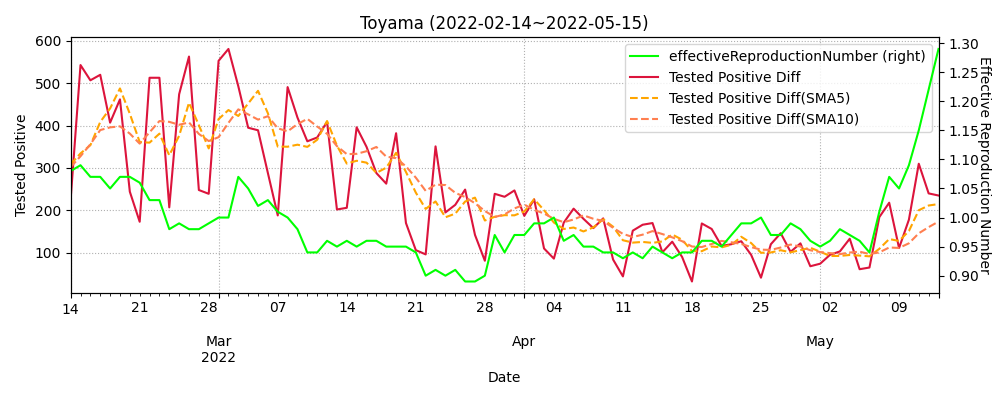 Toyama (2022-02-14~2022-05-15)
effectiveReproductionNumber (right)
Tested Positive Diff
Tested Positive Diff(SMA5)
Tested Positive Diff(SMA10)
Tested Positive
600
500
400
300
200
100
1.30
1.25
1.20
1.15
1.10
1.05
1.00
0.95
0.90
Effective Reproduction Number
14 21 28 07 14 21 28 04 11 18 25 02 09
Mar Apr May
2022
Date